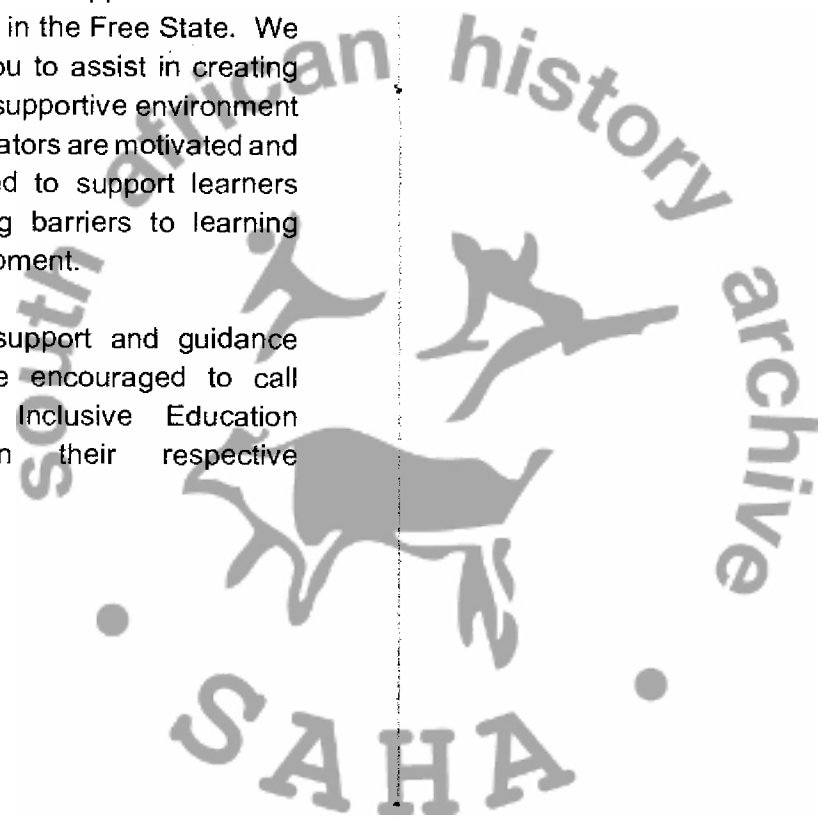 in the Free State. We
ou to assist in creating
supportive environment
ators are motivated and
ed to support learners
g barriers to learning
pment.
support and guidance
e encouraged to call
Inclusive Education
n their respective
south african history archive
SAHA